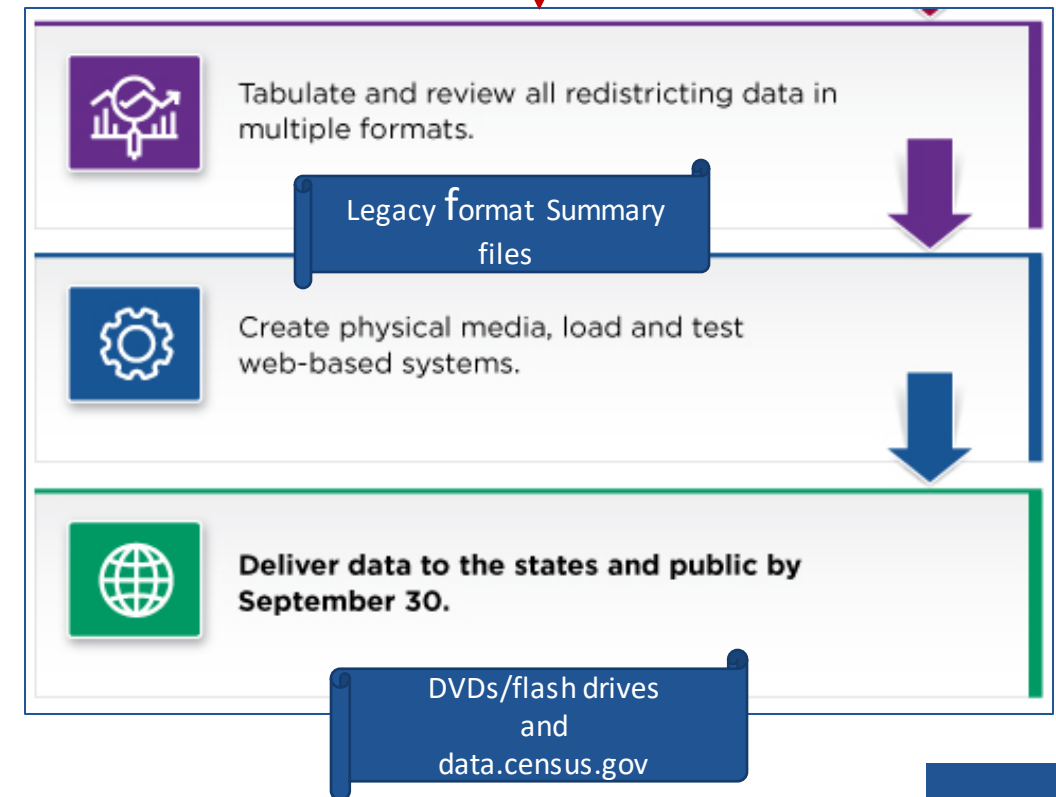 Tabulate and review all redistricting data in
multiple formats.
Legacy format Summary
files
Create physical media, load and test
web-based systems.
Deliver data to the states and public by
September 30.
DVDs/flash drives
and
data.census.gov